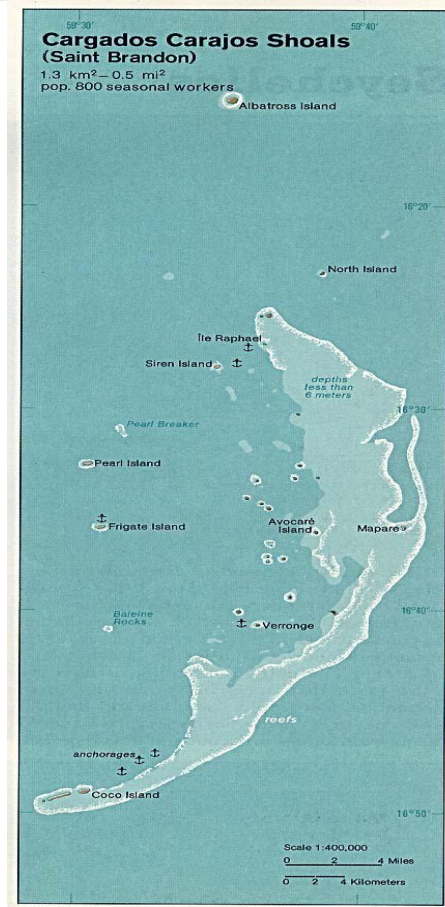 59°30'
59°40'
Cargados Carajos Shoals
(Saint Brandon)
1.3 km²–0.5 mi²
pop. 800 seasonal workers
Albatross Island
16°20'
North Island
Île Raphael
Siren Island
depths
less than
6 meters
16°30'
Pearl Breaker
Pearl Island
Frigate Island
Avocaré
Island
Mapare
Baleine
Rocks
16°40'
Verronge
reefs
anchorages
Coco Island
16°50'
Scale 1:400,000
0 2 4 Miles
0 2 4 Kilometers